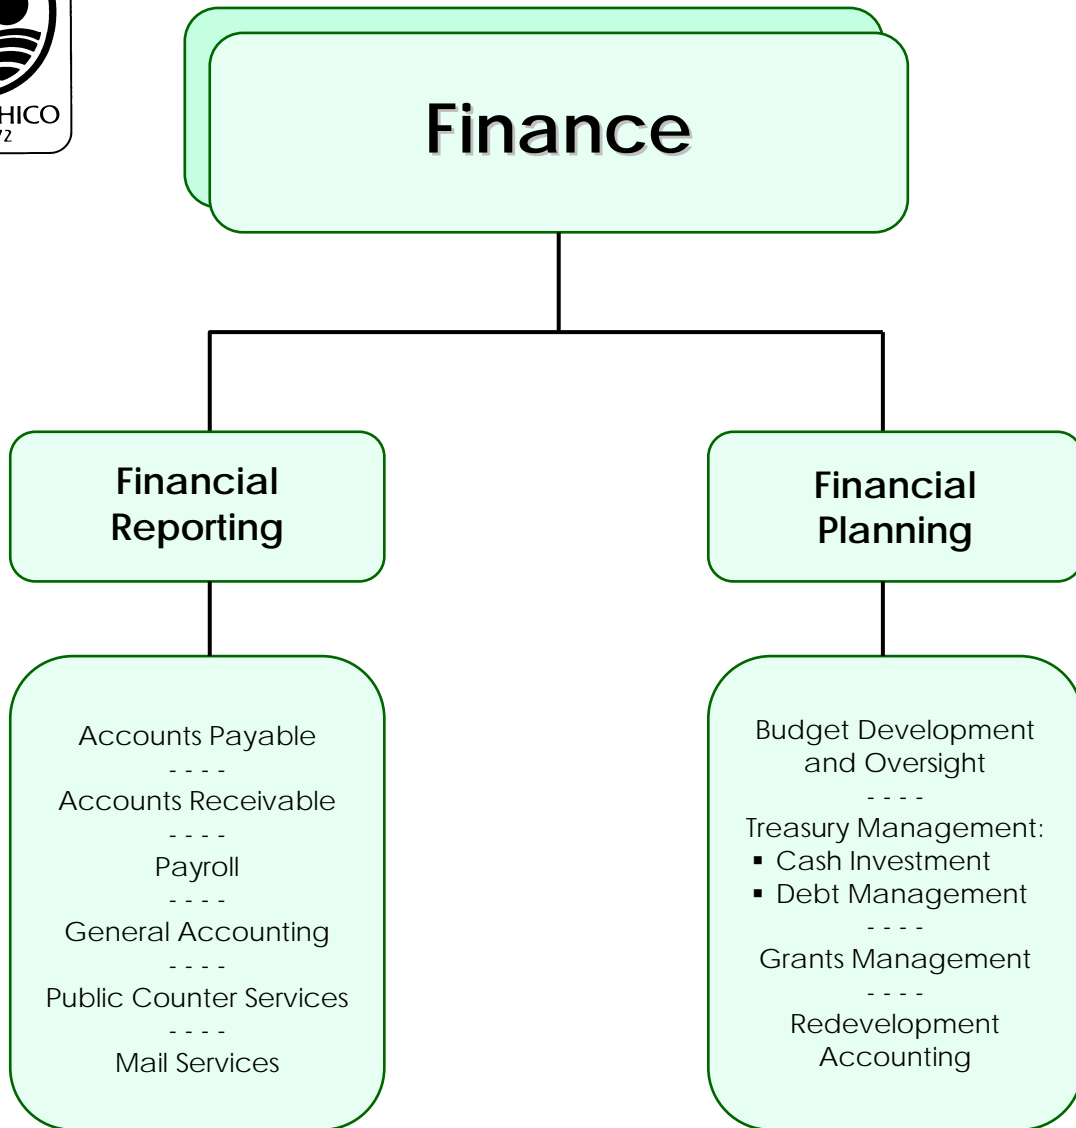 HICO
72
Finance
Financial
Reporting
Financial
Planning
Accounts Payable
- - - -
Accounts Receivable
- - - -
Payroll
- - - -
General Accounting
- - - -
Public Counter Services
- - - -
Mail Services
Budget Development
and Oversight
- - - -
Treasury Management:
▪ Cash Investment
▪ Debt Management
- - - -
Grants Management
- - - -
Redevelopment
Accounting